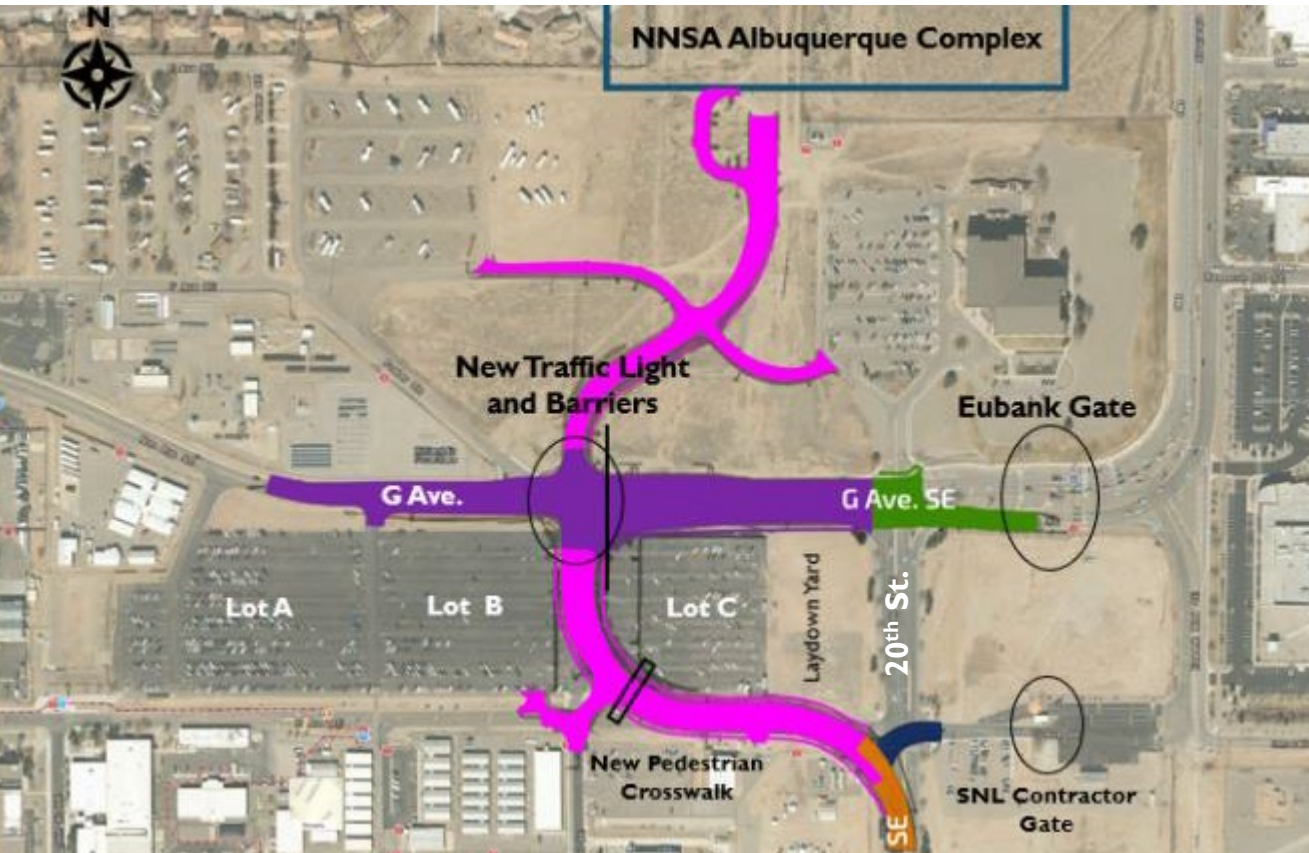 N
NNSA Albuquerque Complex
New Traffic Light
and Barriers
Eubank Gate
G Ave.
G Ave. SE
Lot A
Lot B
Lot C
Laydown Yard
20th St.
New Pedestrian
Crosswalk
SNL Contractor
Gate
SE